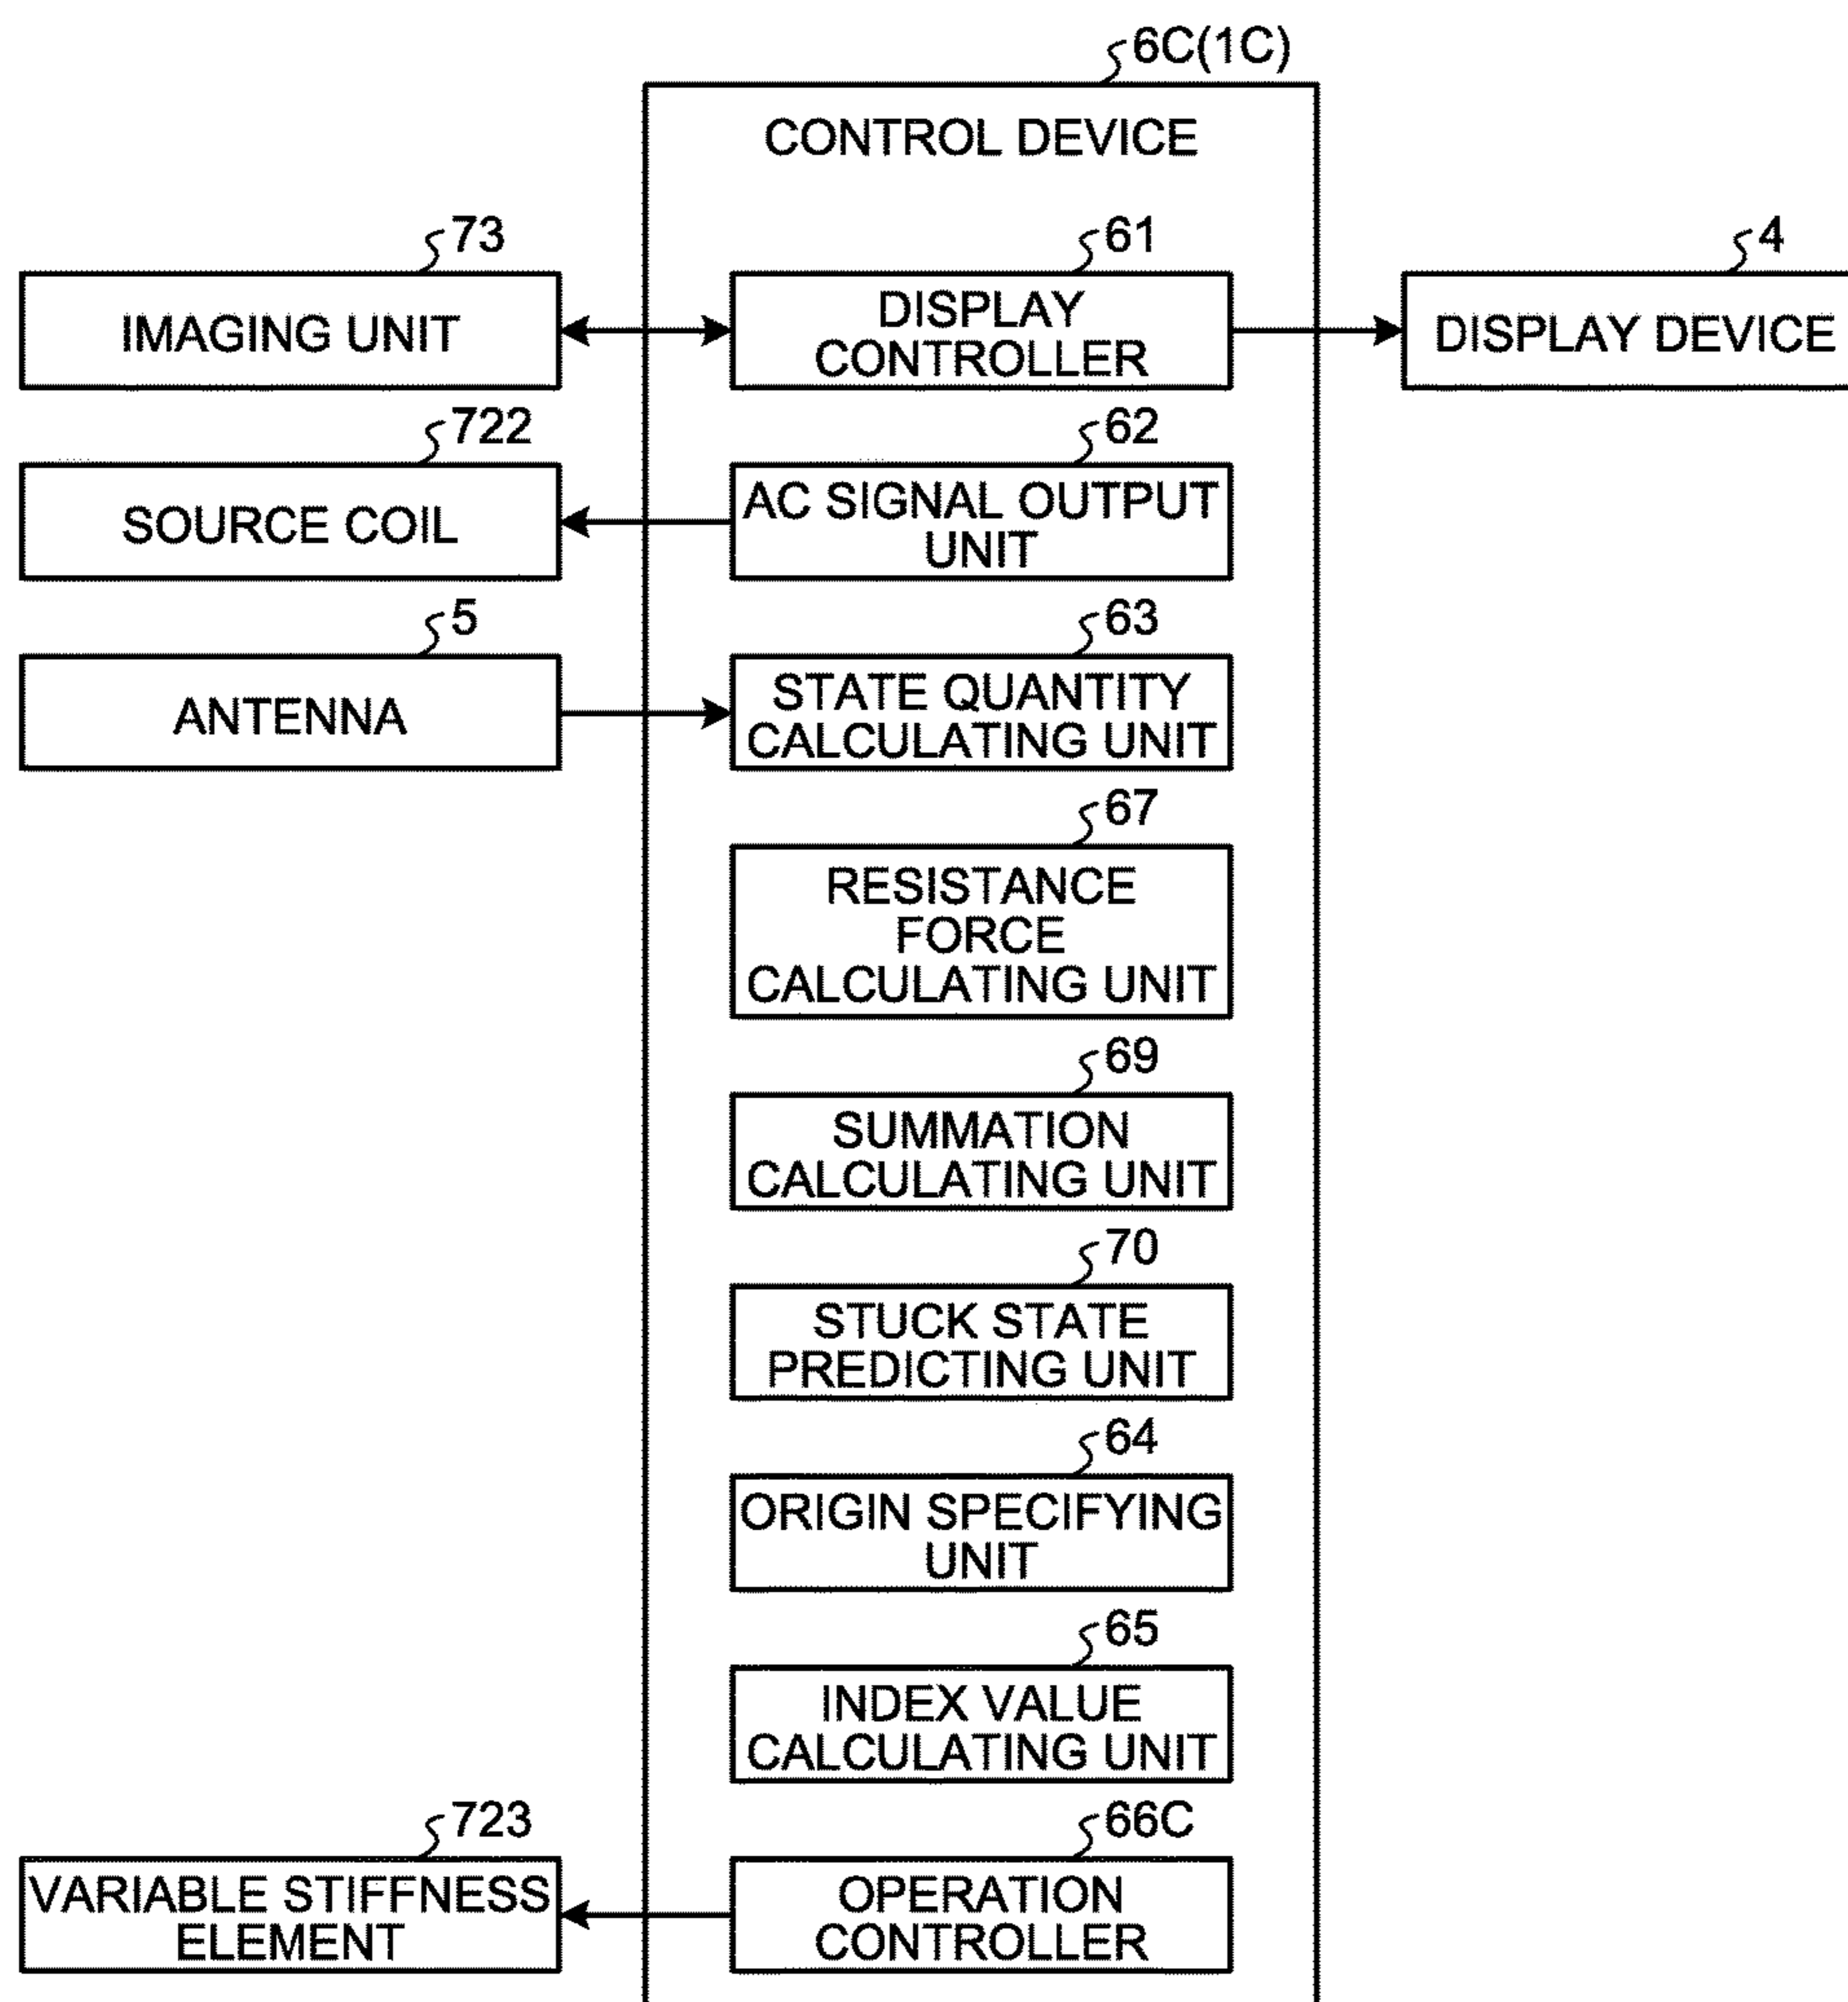 6C(1C)
CONTROL DEVICE
73
61
4
IMAGING UNIT
DISPLAY
CONTROLLER
DISPLAY DEVICE
722
62
SOURCE COIL
AC SIGNAL OUTPUT
UNIT
5
63
ANTENNA
STATE QUANTITY
CALCULATING UNIT
67
RESISTANCE
FORCE
CALCULATING UNIT
69
SUMMATION
CALCULATING UNIT
70
STUCK STATE
PREDICTING UNIT
64
ORIGIN SPECIFYING
UNIT
65
INDEX VALUE
CALCULATING UNIT
723
66C
VARIABLE STIFFNESS
ELEMENT
OPERATION
CONTROLLER